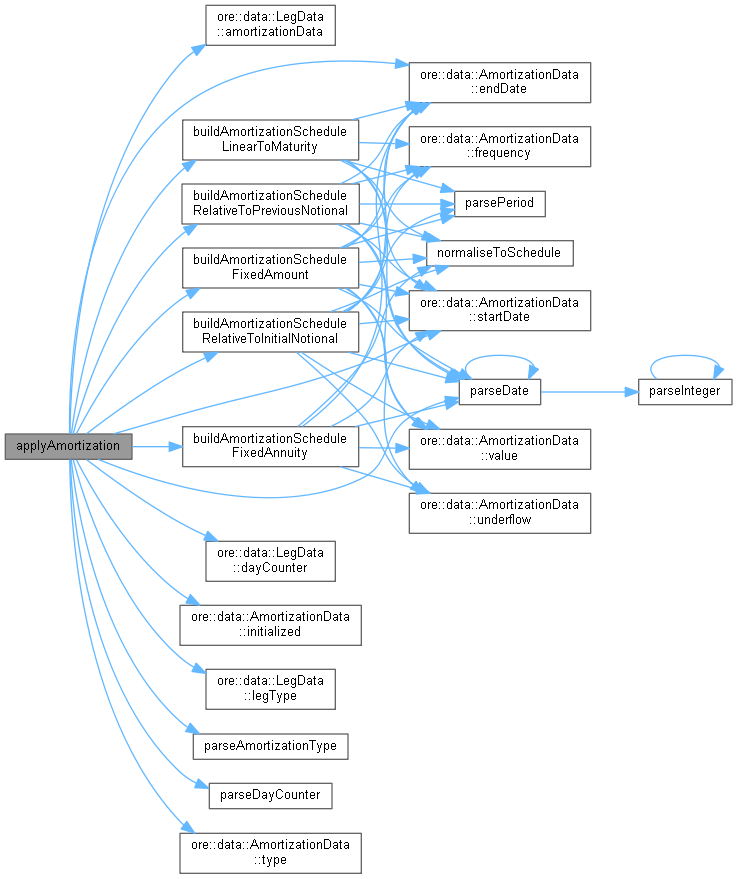 applyAmortization
ore::data::LegData
::amortizationData
buildAmortizationSchedule
LinearToMaturity
buildAmortizationSchedule
RelativeToPreviousNotional
buildAmortizationSchedule
FixedAmount
buildAmortizationSchedule
RelativeToInitialNotional
buildAmortizationSchedule
FixedAnnuity
ore::data::LegData
::dayCounter
ore::data::AmortizationData
::initialized
ore::data::LegData
::legType
parseAmortizationType
parseDayCounter
ore::data::AmortizationData
::type
ore::data::AmortizationData
::endDate
ore::data::AmortizationData
::frequency
parsePeriod
normaliseToSchedule
ore::data::AmortizationData
::startDate
parseDate
ore::data::AmortizationData
::value
ore::data::AmortizationData
::underflow
parseInteger